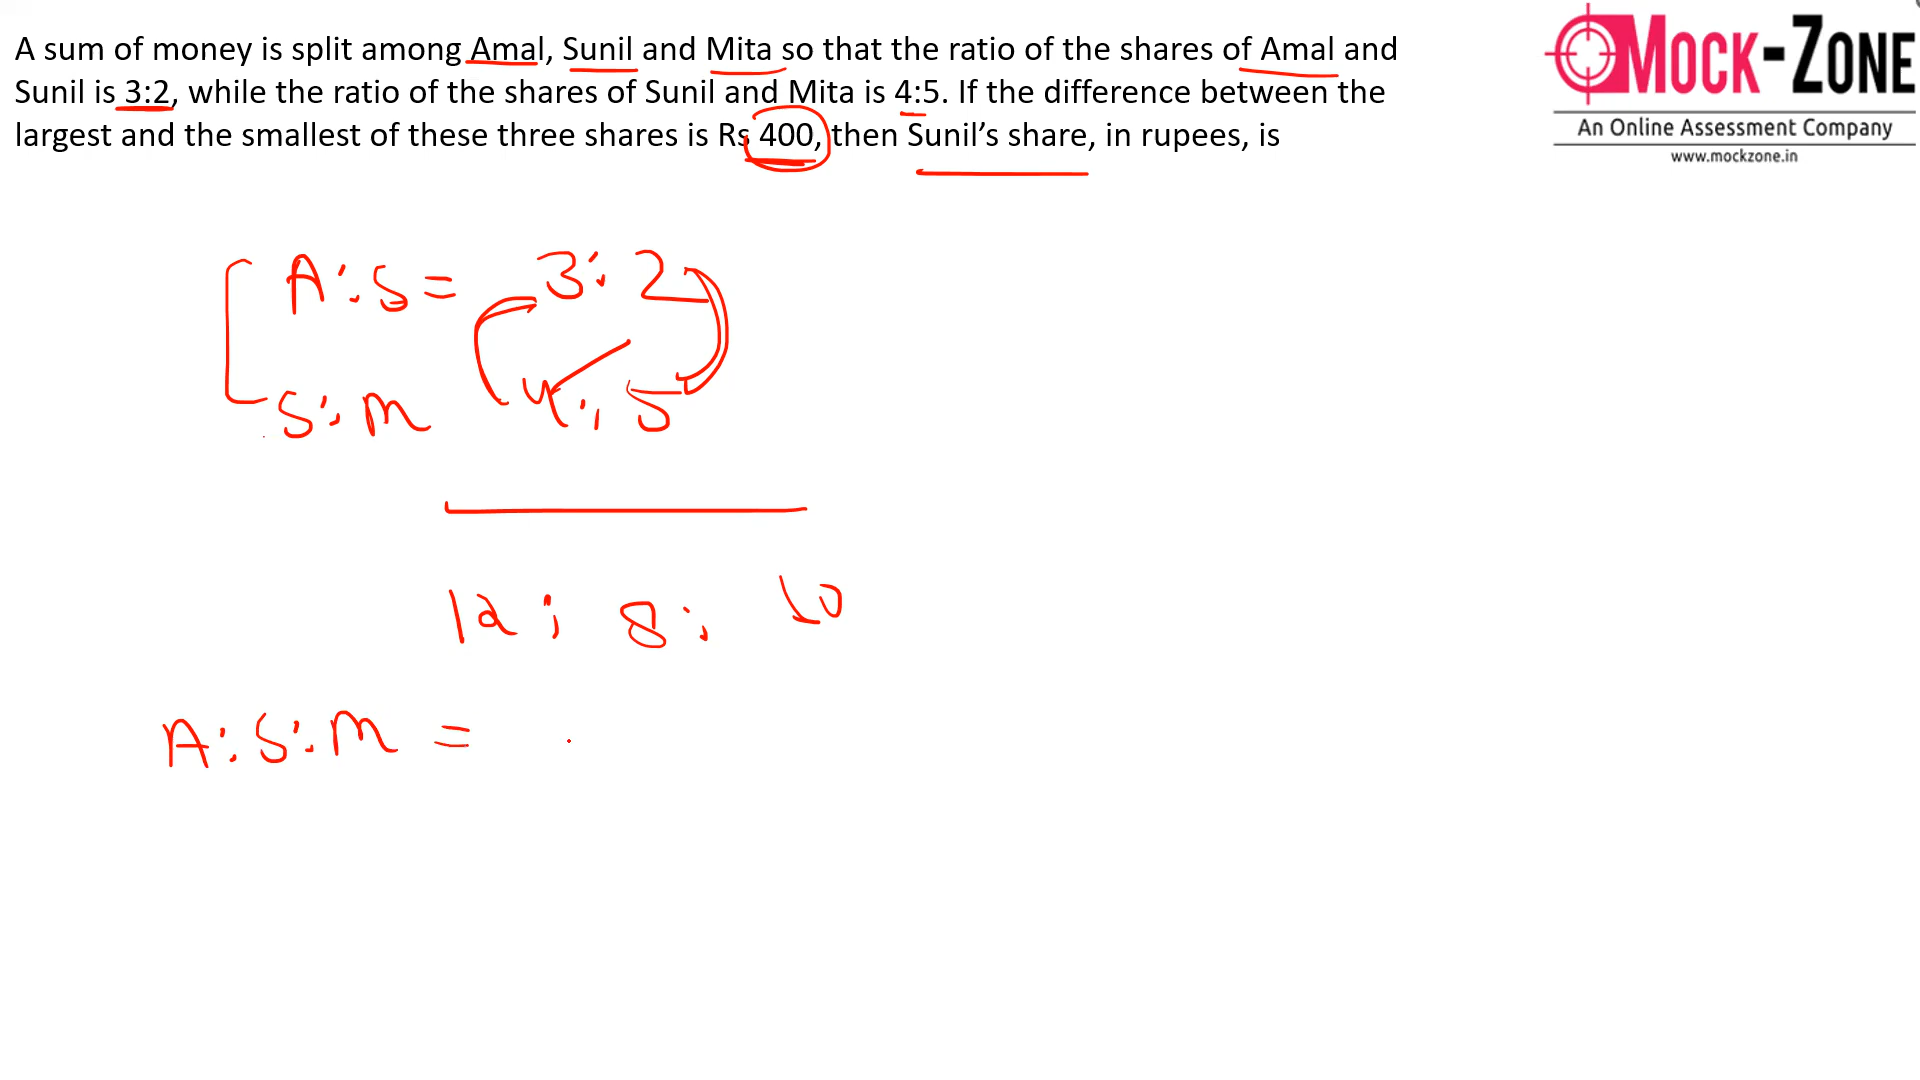 A sum of money is split among Amal, Sunil and Mita so that the ratio of the shares of Amal and
Sunil is 3:2, while the ratio of the shares of Sunil and Mita is 4:5. If the difference between the
largest and the smallest of these three shares is Rs 400, then Sunil’s share, in rupees, is
MOCK-ZONE
An Online Assessment Company
www.mockzone.in
A : S = 3 : 2
S : M 4 : 5
12 : 8 : 10
A : S : M =